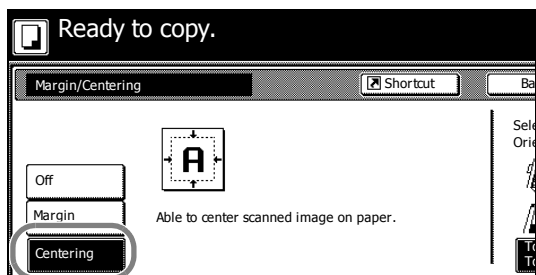 Ready to copy.
Margin/Centering
Shortcut
Ba
Sele
Orie
A
Off
Margin
Able to center scanned image on paper.
Centering
To
To